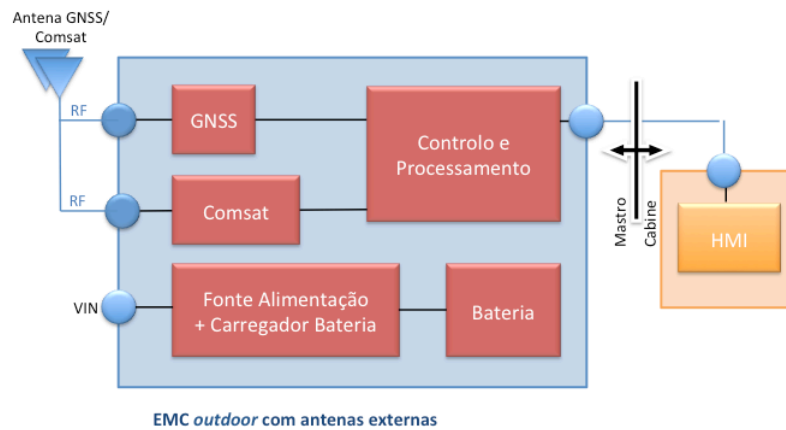 Antena GNSS/
Comsat
RF
GNSS
Controlo e
Processamento
RF
Comsat
Mastro
Cabine
HMI
VIN
Fonte Alimentação
+ Carregador Bateria
Bateria
EMC outdoor com antenas externas